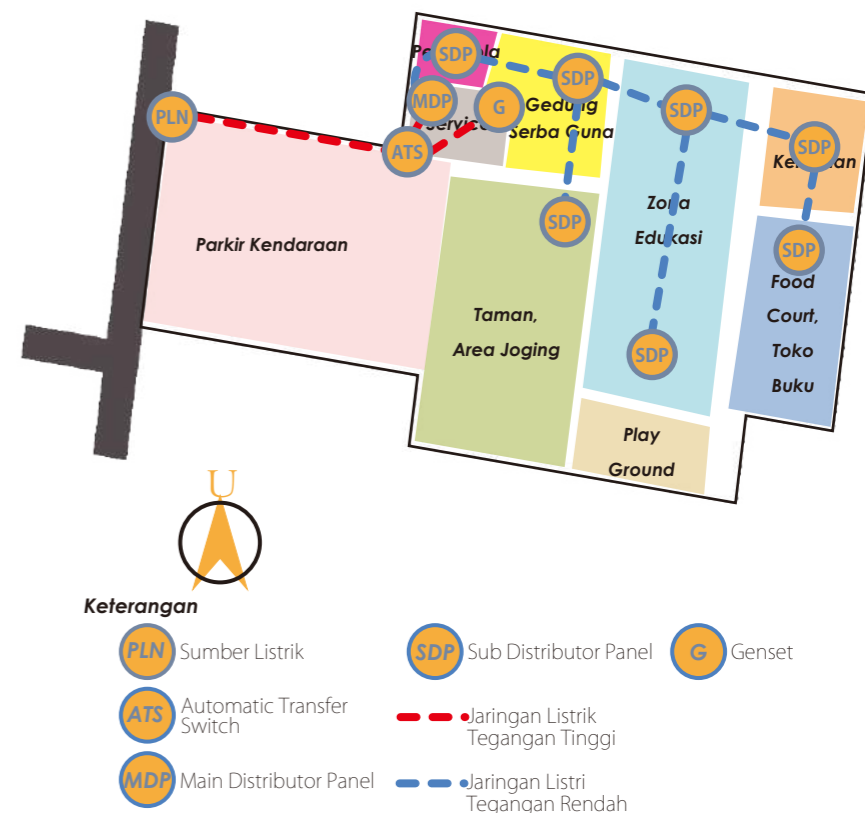 SDP
SDP
MDP
G
Gedung
Serba Guna
Service
PLN
ATS
SDP
SDP
SDP
Zona
Edukasi
SDP
Parkir Kendaraan
Food
Court,
Toko
Buku
Taman,
Area Joging
SDP
Play
Ground
U
Keterangan
PLN Sumber Listrik
ATS Automatic Transfer
Switch
MDP Main Distributor Panel
SDP Sub Distributor Panel
Jaringan Listrik
Tegangan Tinggi
Jaringan Listri
Tegangan Rendah
G Genset